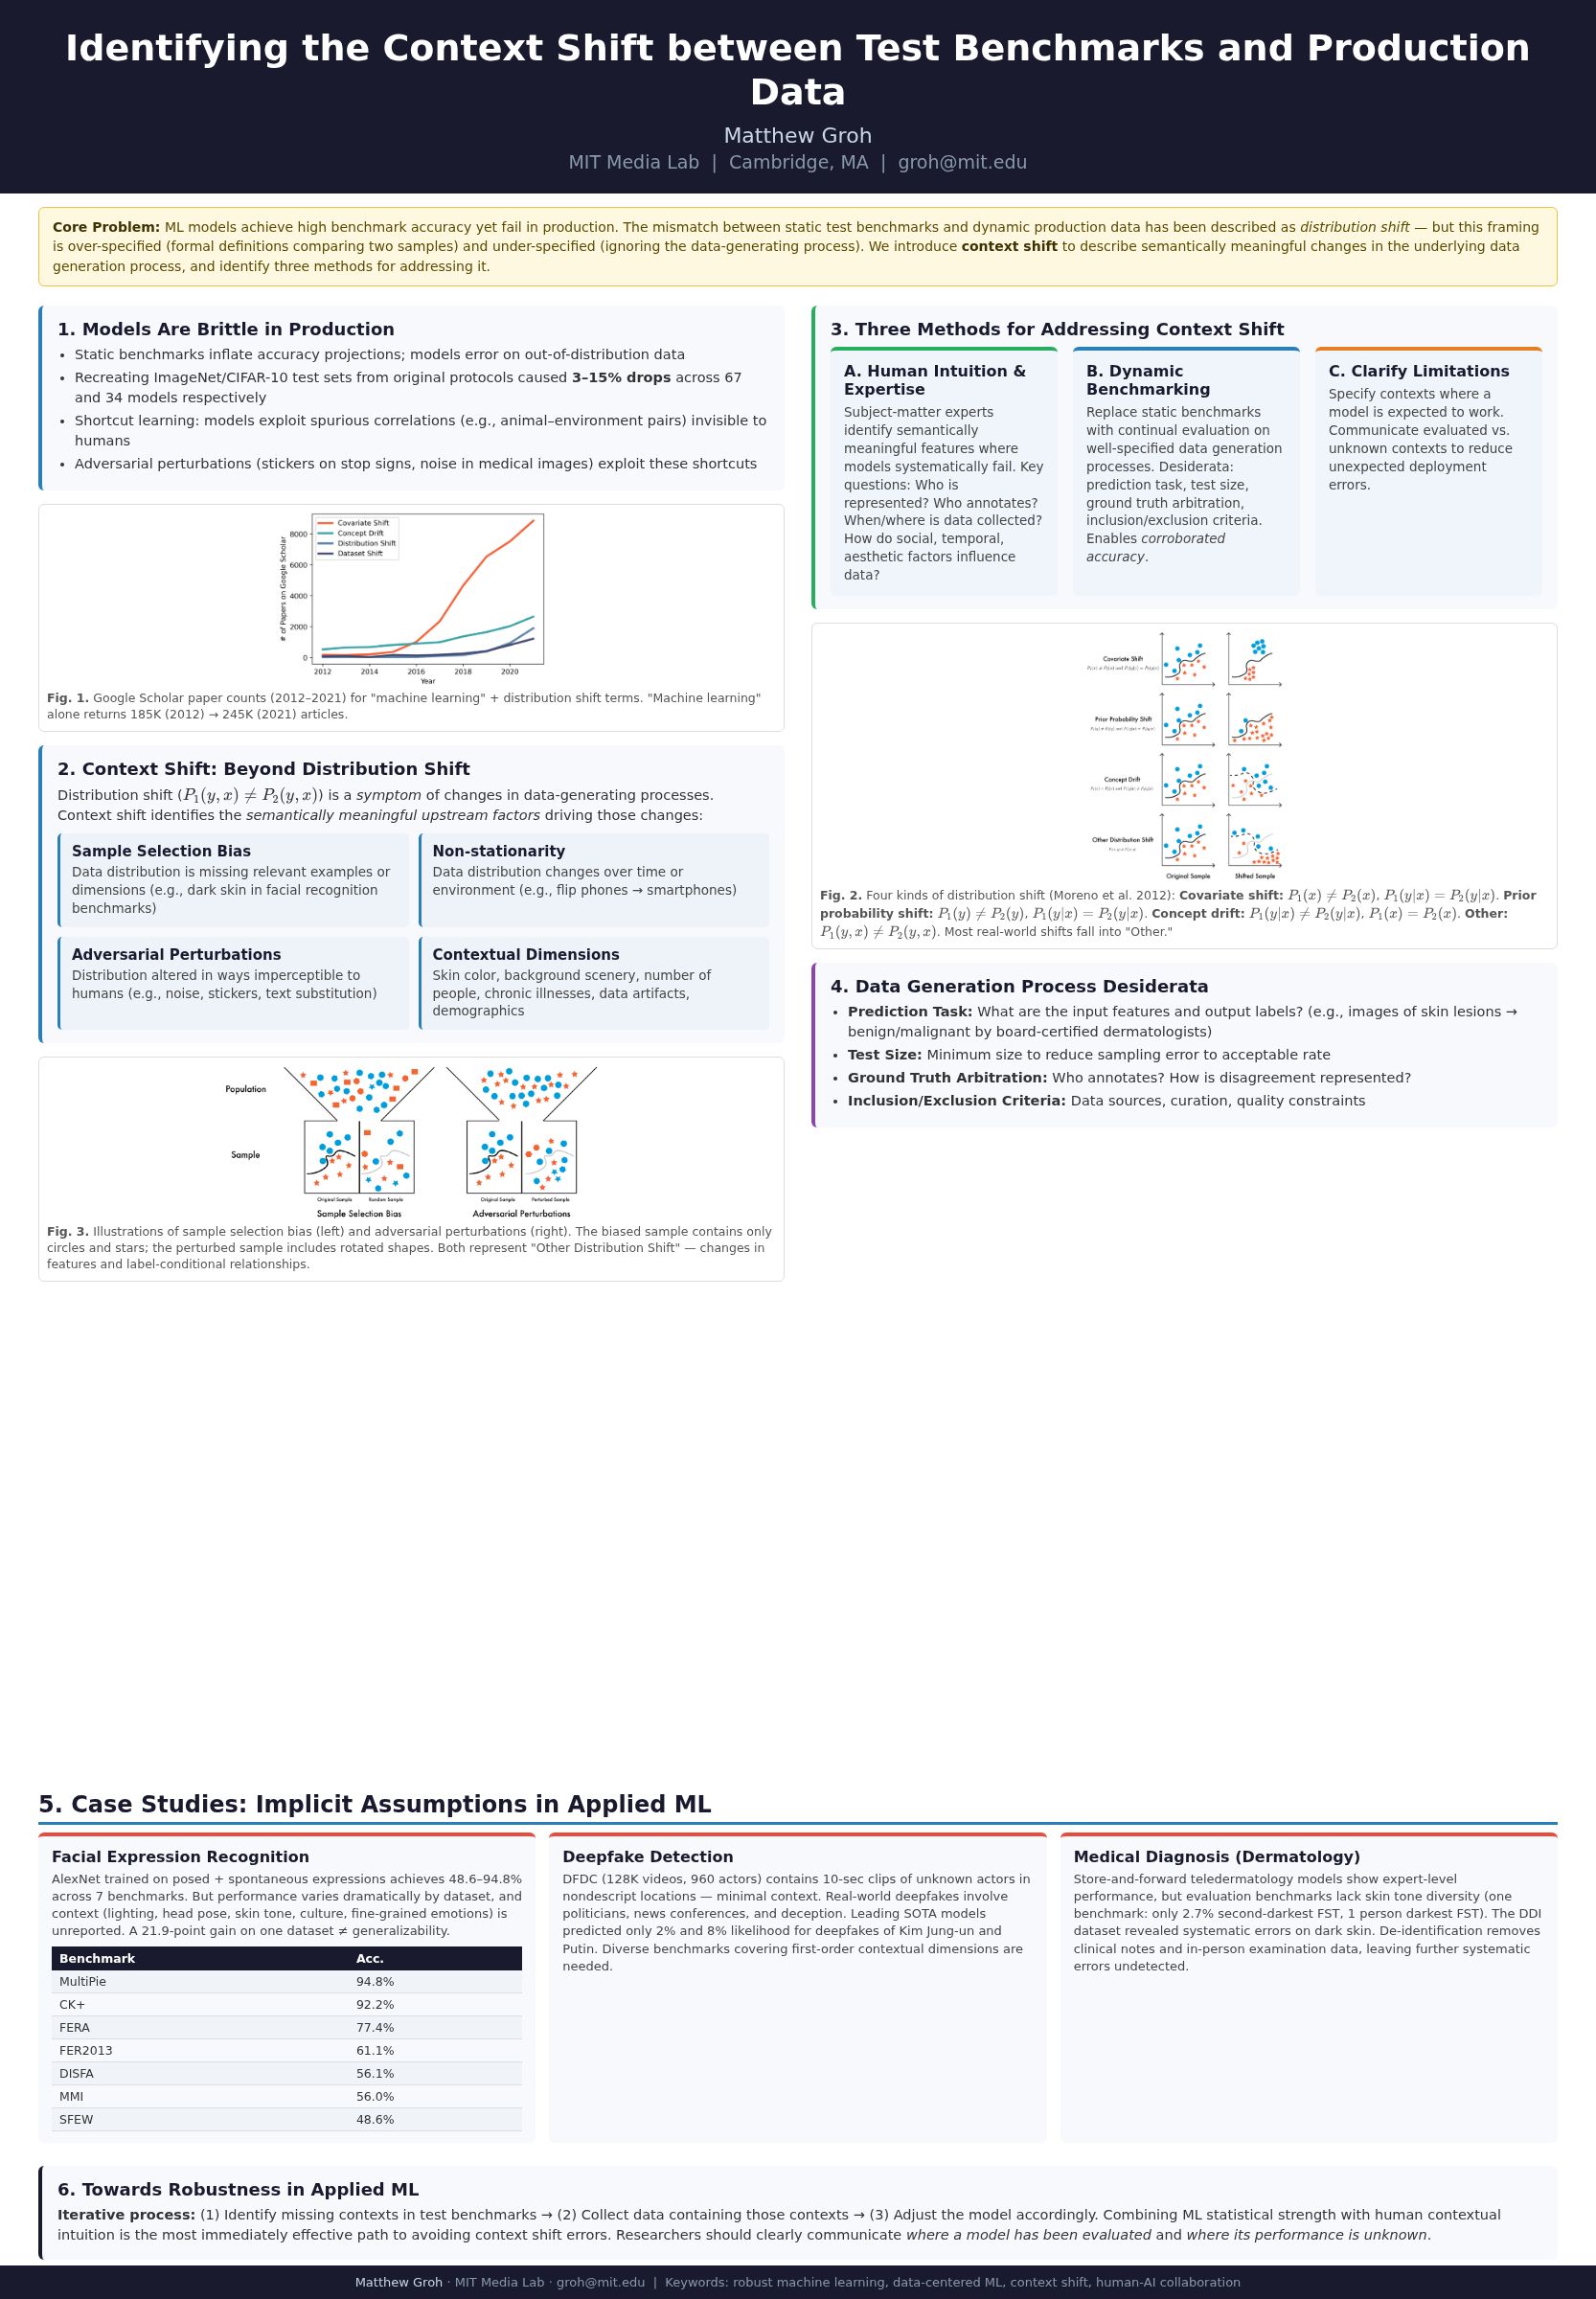 Identifying the Context Shift between Test Benchmarks and Production
Data
Matthew Groh
MIT Media Lab | Cambridge, MA | groh@mit.edu
Core Problem: ML models achieve high benchmark accuracy yet fail in production. The mismatch between static test benchmarks and dynamic production data has been described as distribution shift — but this framing
is over-specified (formal definitions comparing two samples) and under-specified (ignoring the data-generating process). We introduce context shift to describe semantically meaningful changes in the underlying data
generation process, and identify three methods for addressing it.
1. Models Are Brittle in Production
• Static benchmarks inflate accuracy projections; models error on out-of-distribution data
• Recreating ImageNet/CIFAR-10 test sets from original protocols caused 3–15% drops across 67
and 34 models respectively
• Shortcut learning: models exploit spurious correlations (e.g., animal–environment pairs) invisible to
humans
• Adversarial perturbations (stickers on stop signs, noise in medical images) exploit these shortcuts
# of Papers on Google Scholar
8000
6000
4000
2000
0
Covariate Shift
Concept Drift
Distribution Shift
Dataset Shift
2012 2014 2016 2018 2020
Year
Fig. 1. Google Scholar paper counts (2012–2021) for "machine learning" + distribution shift terms. "Machine learning"
alone returns 185K (2012) → 245K (2021) articles.
2. Context Shift: Beyond Distribution Shift
Distribution shift (P₁(y, x) ≠ P₂(y, x)) is a symptom of changes in data-generating processes.
Context shift identifies the semantically meaningful upstream factors driving those changes:
Sample Selection Bias
Data distribution is missing relevant examples or
dimensions (e.g., dark skin in facial recognition
benchmarks)
Non-stationarity
Data distribution changes over time or
environment (e.g., flip phones → smartphones)
Adversarial Perturbations
Distribution altered in ways imperceptible to
humans (e.g., noise, stickers, text substitution)
Contextual Dimensions
Skin color, background scenery, number of
people, chronic illnesses, data artifacts,
demographics
Population
Sample
Original Sample Random Sample
Sample Selection Bias
Original Sample Perturbed Sample
Adversarial Perturbations
Fig. 3. Illustrations of sample selection bias (left) and adversarial perturbations (right). The biased sample contains only
circles and stars; the perturbed sample includes rotated shapes. Both represent "Other Distribution Shift" — changes in
features and label-conditional relationships.
3. Three Methods for Addressing Context Shift
A. Human Intuition &
Expertise
Subject-matter experts
identify semantically
meaningful features where
models systematically fail. Key
questions: Who is
represented? Who annotates?
When/where is data collected?
How do social, temporal,
aesthetic factors influence
data?
B. Dynamic
Benchmarking
Replace static benchmarks
with continual evaluation on
well-specified data generation
processes. Desiderata:
prediction task, test size,
ground truth arbitration,
inclusion/exclusion criteria.
Enables corroborated
accuracy.
C. Clarify Limitations
Specify contexts where a
model is expected to work.
Communicate evaluated vs.
unknown contexts to reduce
unexpected deployment
errors.
Covariate Shift
Prior Probability Shift
Concept Drift
Other Distribution Shift
Original Sample Shifted Sample
Fig. 2. Four kinds of distribution shift (Moreno et al. 2012): Covariate shift: P₁(x) ≠ P₂(x), P₁(y|x) = P₂(y|x). Prior
probability shift: P₁(y) ≠ P₂(y), P₁(y|x) = P₂(y|x). Concept drift: P₁(y|x) ≠ P₂(y|x), P₁(x) = P₂(x). Other:
P₁(y, x) ≠ P₂(y, x). Most real-world shifts fall into "Other."
4. Data Generation Process Desiderata
• Prediction Task: What are the input features and output labels? (e.g., images of skin lesions →
benign/malignant by board-certified dermatologists)
• Test Size: Minimum size to reduce sampling error to acceptable rate
• Ground Truth Arbitration: Who annotates? How is disagreement represented?
• Inclusion/Exclusion Criteria: Data sources, curation, quality constraints
5. Case Studies: Implicit Assumptions in Applied ML
Facial Expression Recognition
AlexNet trained on posed + spontaneous expressions achieves 48.6–94.8%
across 7 benchmarks. But performance varies dramatically by dataset, and
context (lighting, head pose, skin tone, culture, fine-grained emotions) is
unreported. A 21.9-point gain on one dataset ≠ generalizability.
Benchmark Acc.
MultiPie 94.8%
CK+ 92.2%
FERA 77.4%
FER2013 61.1%
DISFA 56.1%
MMI 56.0%
SFEW 48.6%
Deepfake Detection
DFDC (128K videos, 960 actors) contains 10-sec clips of unknown actors in
nondescript locations — minimal context. Real-world deepfakes involve
politicians, news conferences, and deception. Leading SOTA models
predicted only 2% and 8% likelihood for deepfakes of Kim Jung-un and
Putin. Diverse benchmarks covering first-order contextual dimensions are
needed.
Medical Diagnosis (Dermatology)
Store-and-forward teledermatology models show expert-level
performance, but evaluation benchmarks lack skin tone diversity (one
benchmark: only 2.7% second-darkest FST, 1 person darkest FST). The DDI
dataset revealed systematic errors on dark skin. De-identification removes
clinical notes and in-person examination data, leaving further systematic
errors undetected.
6. Towards Robustness in Applied ML
Iterative process: (1) Identify missing contexts in test benchmarks → (2) Collect data containing those contexts → (3) Adjust the model accordingly. Combining ML statistical strength with human contextual
intuition is the most immediately effective path to avoiding context shift errors. Researchers should clearly communicate where a model has been evaluated and where its performance is unknown.
Matthew Groh · MIT Media Lab · groh@mit.edu | Keywords: robust machine learning, data-centered ML, context shift, human-AI collaboration